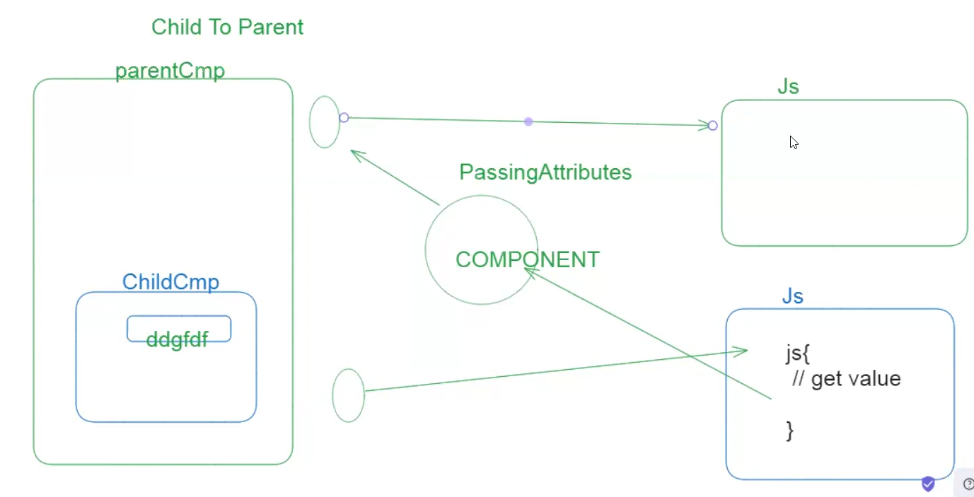 Child To Parent
parentCmp
Js
PassingAttributes
COMPONENT
ChildCmp
ddgfdf
Js
js{
// get value
}